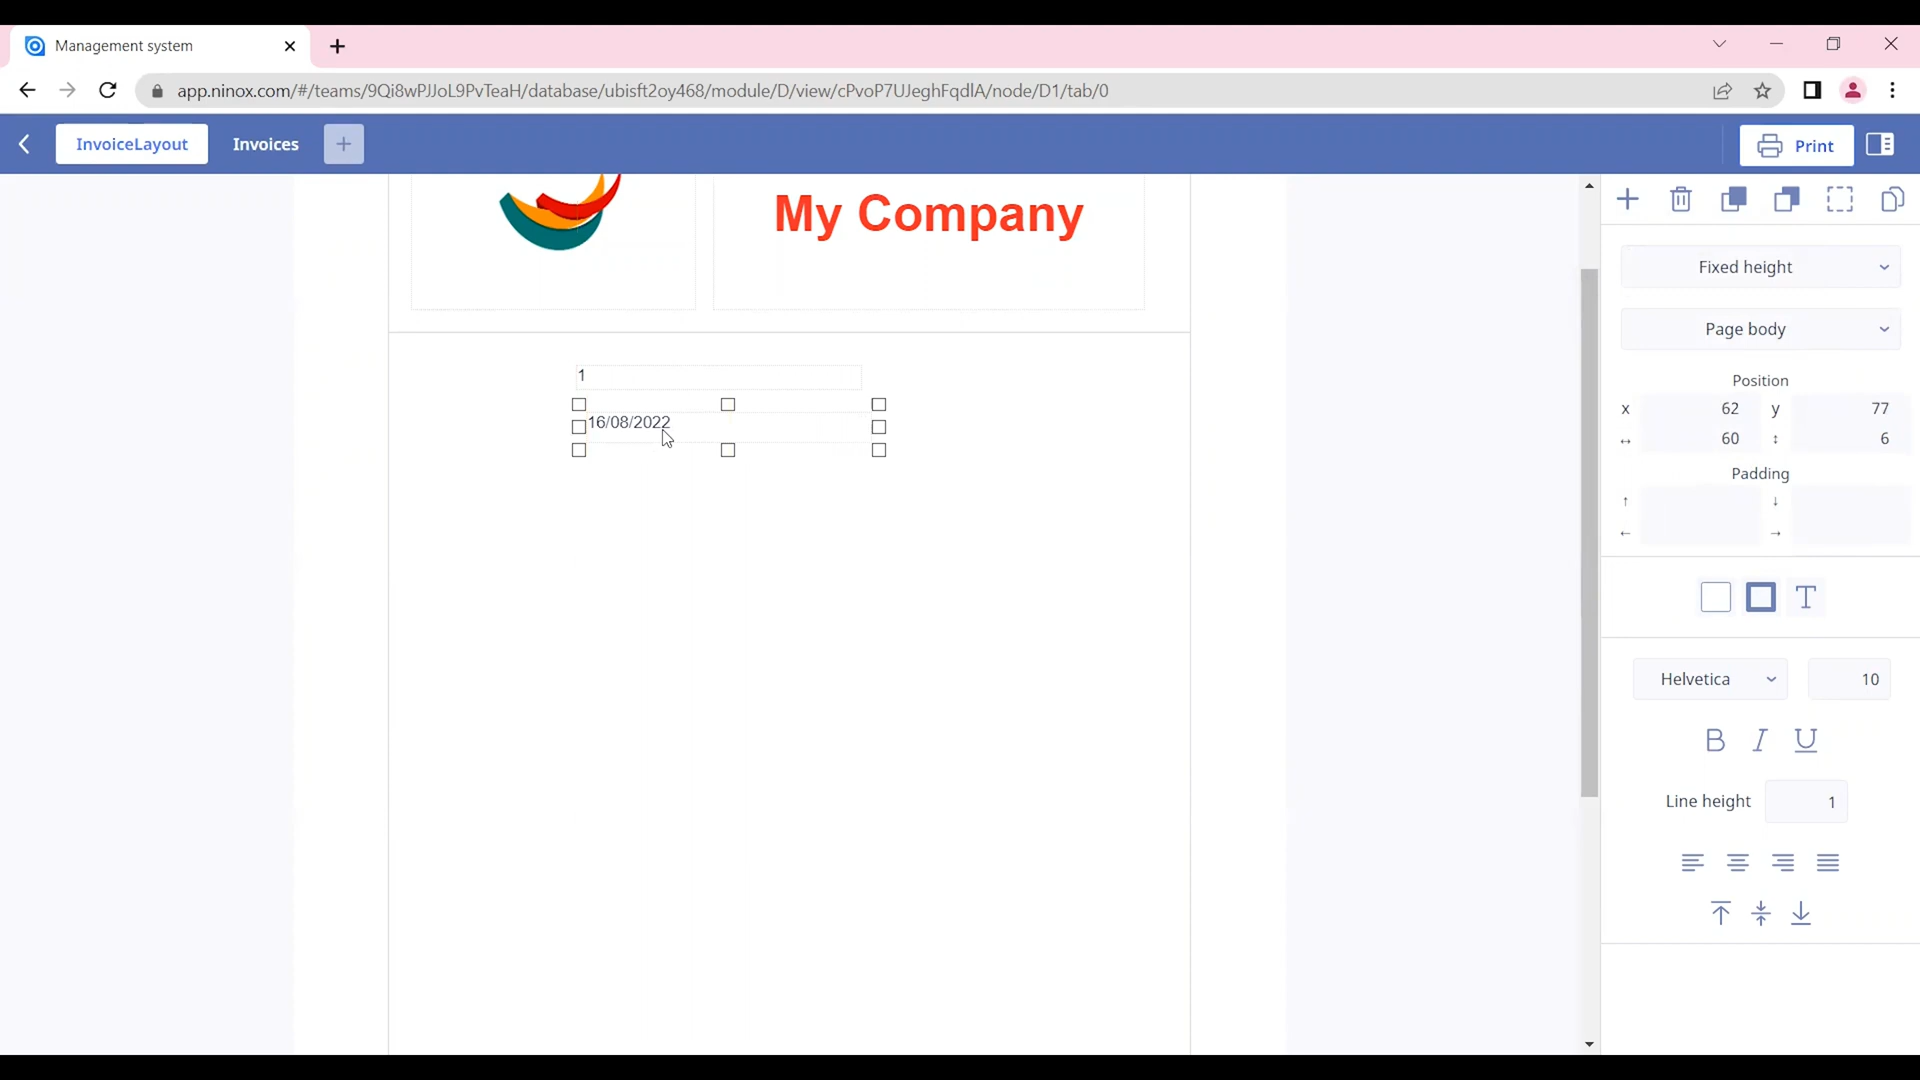 Management system
app.ninox.com/#/teams/9Qi8wPJJoL9PvTeaH/database/ubisft2oy468/module/D/view/cPvoP7UJeghFqdlA/node/D1/tab/0
InvoiceLayout
Invoices
Print
My Company
Fixed height
Page body
Position
x 62 y 77
60 6
Padding
1
16/08/2022
Helvetica 10
B I U
Line height 1